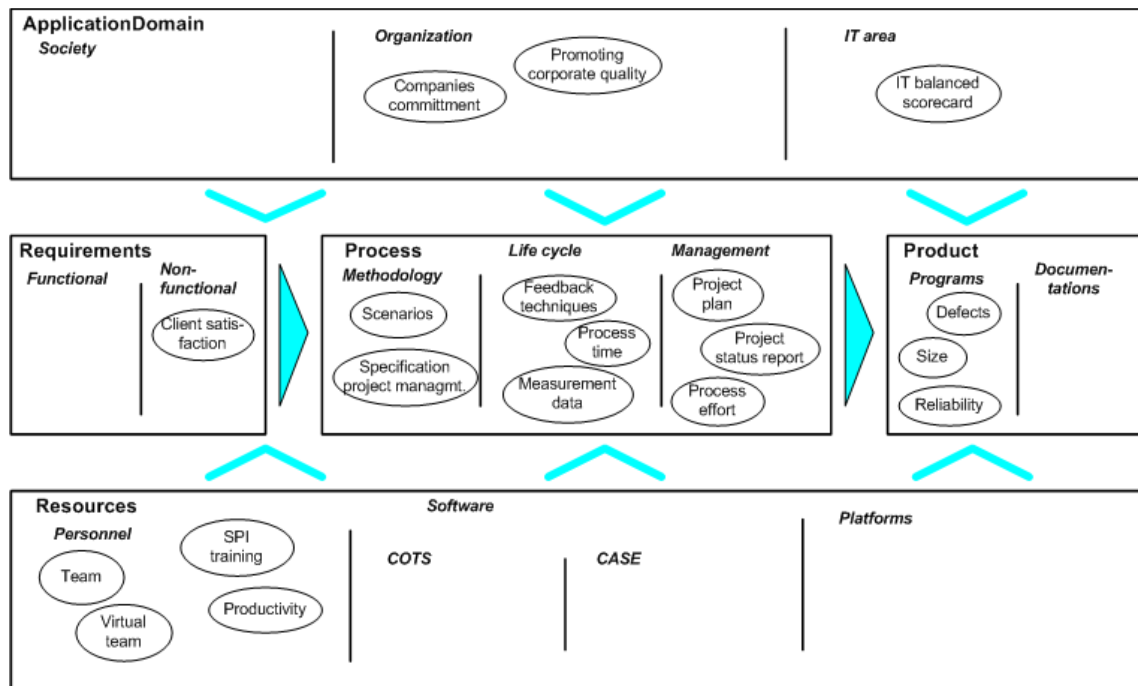 ApplicationDomain
Society
Organization
IT area
Promoting
corporate quality
Companies
committment
IT balanced
scorecard
Requirements
Functional
Non-
functional
Client satis-
faction
Process
Methodology
Scenarios
Specification
project managmt.
Life cycle
Feedback
techniques
Process
time
Measurement
data
Management
Project
plan
Project
status report
Process
effort
Product
Programs
Defects
Size
Reliability
Documen-
tations
Resources
Personnel
Team
Virtual
team
SPI
training
Productivity
Software
COTS
CASE
Platforms